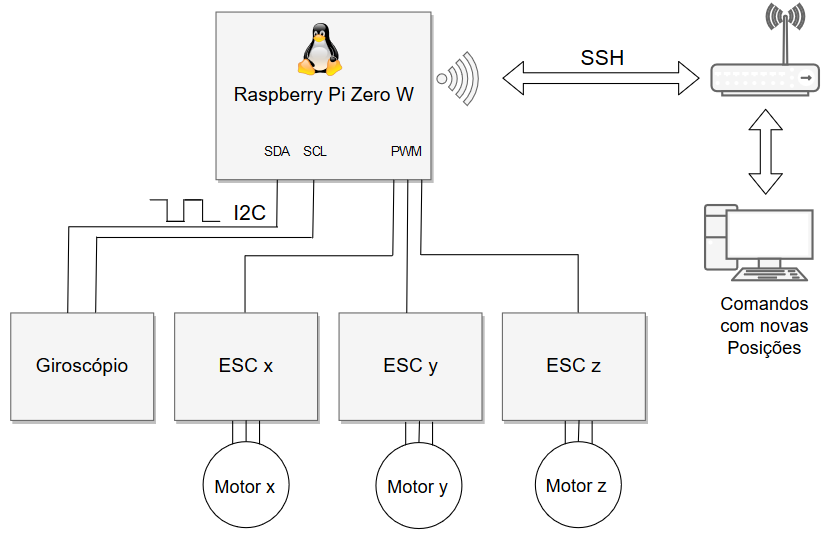 SSH
Raspberry Pi Zero W
SDA SCL PWM
I2C
Comandos
com novas
Posições
Giroscópio
ESC x
ESC y
ESC z
Motor x
Motor y
Motor z